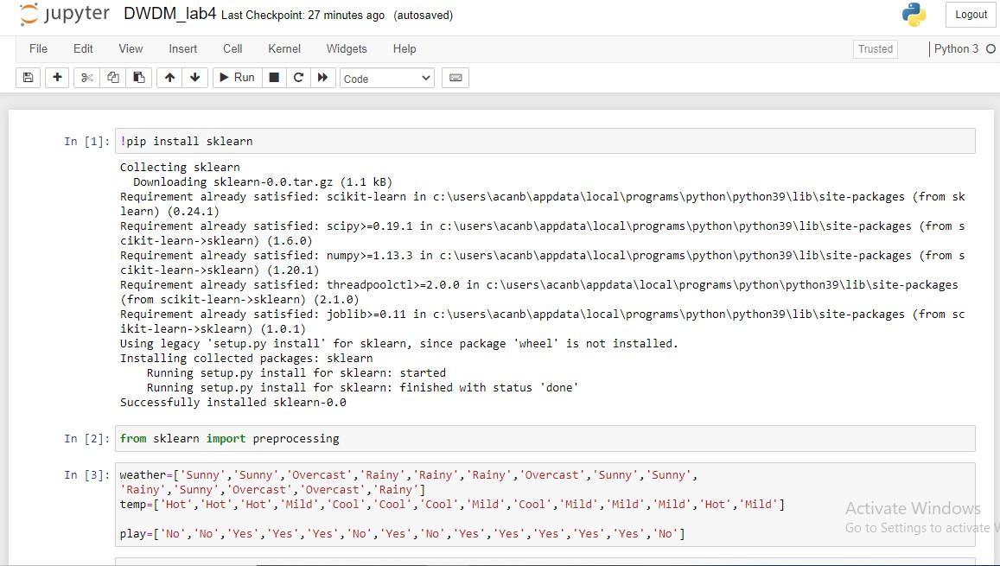 jupyter DWDM_lab4 Last Checkpoint: 27 minutes ago (autosaved)
Logout
File Edit View Insert Cell Kernel Widgets Help
Trusted
Python 3
Run
Code
In [1]: !pip install sklearn
Collecting sklearn
  Downloading sklearn-0.0.tar.gz (1.1 kB)
Requirement already satisfied: scikit-learn in c:\users\acanb\appdata\local\programs\python\python39\lib\site-packages (from sk
learn) (0.24.1)
Requirement already satisfied: scipy>=0.19.1 in c:\users\acanb\appdata\local\programs\python\python39\lib\site-packages (from s
cikit-learn->sklearn) (1.6.0)
Requirement already satisfied: numpy>=1.13.3 in c:\users\acanb\appdata\local\programs\python\python39\lib\site-packages (from s
cikit-learn->sklearn) (1.20.1)
Requirement already satisfied: threadpoolctl>=2.0.0 in c:\users\acanb\appdata\local\programs\python\python39\lib\site-packages
(from scikit-learn->sklearn) (2.1.0)
Requirement already satisfied: joblib>=0.11 in c:\users\acanb\appdata\local\programs\python\python39\lib\site-packages (from sc
ikit-learn->sklearn) (1.0.1)
Using legacy 'setup.py install' for sklearn, since package 'wheel' is not installed.
Installing collected packages: sklearn
    Running setup.py install for sklearn: started
    Running setup.py install for sklearn: finished with status 'done'
Successfully installed sklearn-0.0
In [2]: from sklearn import preprocessing
In [3]: weather=['Sunny','Sunny','Overcast','Rainy','Rainy','Rainy','Overcast','Sunny','Sunny',
'Rainy','Sunny','Overcast','Overcast','Rainy']
temp=['Hot','Hot','Hot','Mild','Cool','Cool','Cool','Mild','Cool','Mild','Mild','Mild','Hot','Mild']
play=['No','No','Yes','Yes','Yes','No','Yes','No','Yes','Yes','Yes','Yes','Yes','No']
Activate Windows
Go to Settings to activate W